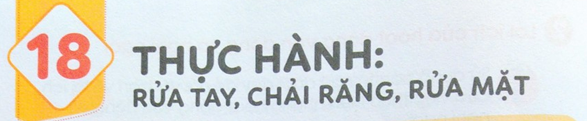 18
THỰC HÀNH:
RỬA TAY, CHẢI RĂNG, RỬA MẶT